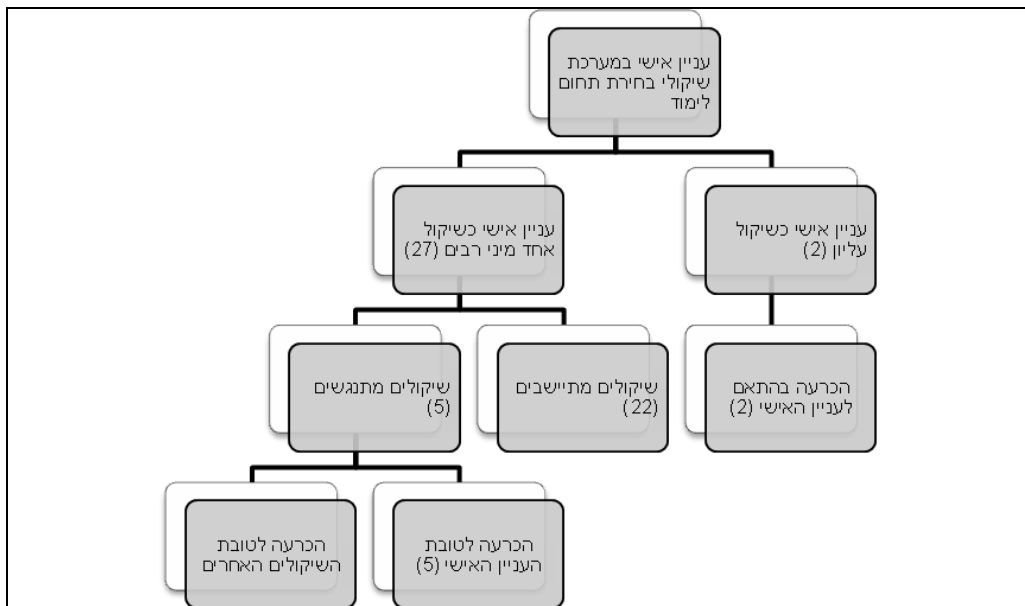 עניין אישי במערכת
שיקולי בחירת תחום
לימוד
עניין אישי כשיקול
עליון (2)
עניין אישי כשיקול
אחד מיני רבים (27)
הכרעה בהתאם
לעניין האישי (2)
שיקולים מתיישבים
(22)
שיקולים מתנגשים
(5)
הכרעה לטובת
העניין האישי (5)
הכרעה לטובת
השיקולים האחרים